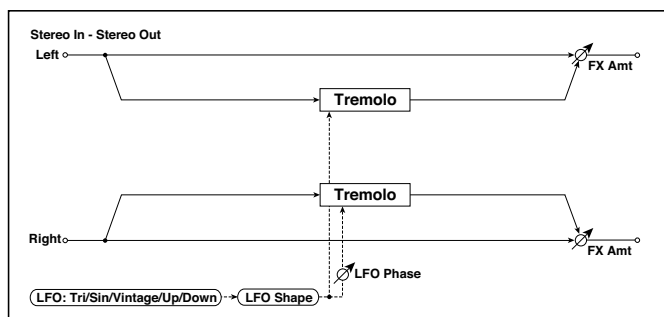 Stereo In - Stereo Out
Left
FX Amt
Tremolo
Tremolo
Right
FX Amt
LFO Phase
LFO: Tri/Sin/Vintage/Up/Down
LFO Shape